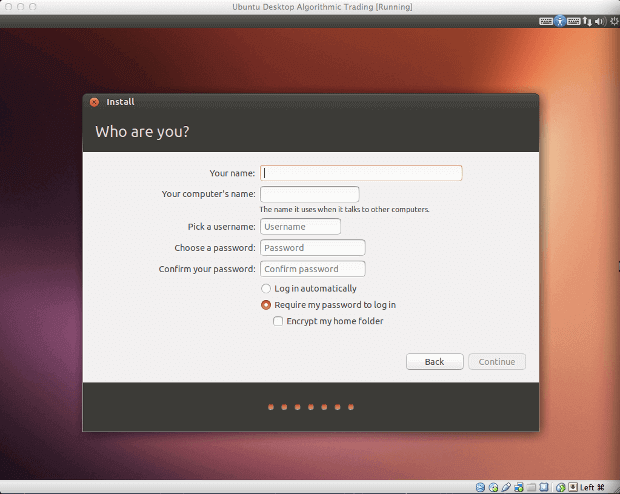 Ubuntu Desktop Algorithmic Trading [Running]
Install
Who are you?
Your name:
Your computer's name:
The name it uses when it talks to other computers.
Pick a username: Username
Choose a password: Password
Confirm your password: Confirm password
Log in automatically
Require my password to log in
Encrypt my home folder
Back Continue
Left ⌘